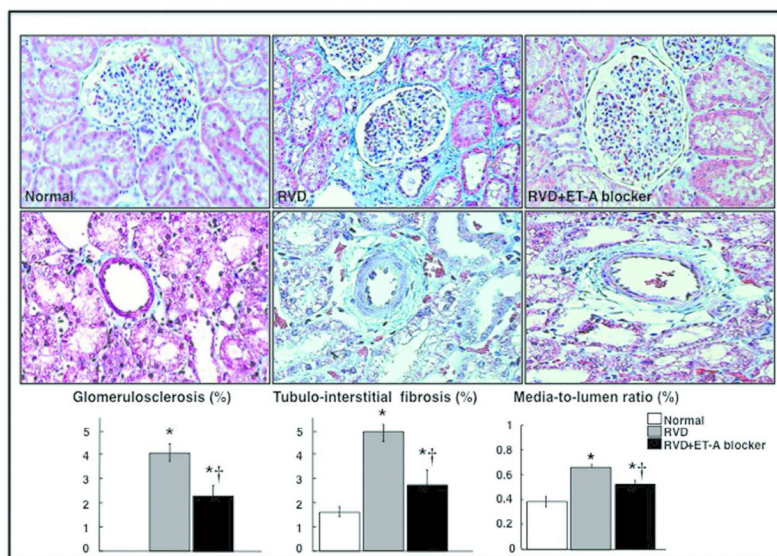 Normal
RVD
RVD+ET-A blocker
Glomerulosclerosis (%)
Tubulo-interstitial fibrosis (%)
Media-to-lumen ratio (%)
Normal
RVD
RVD+ET-A blocker
5
4
3
2
1
0
*
*†
5
4
3
2
1
0
*
*†
1
0.8
0.6
0.4
0.2
0
*
*†